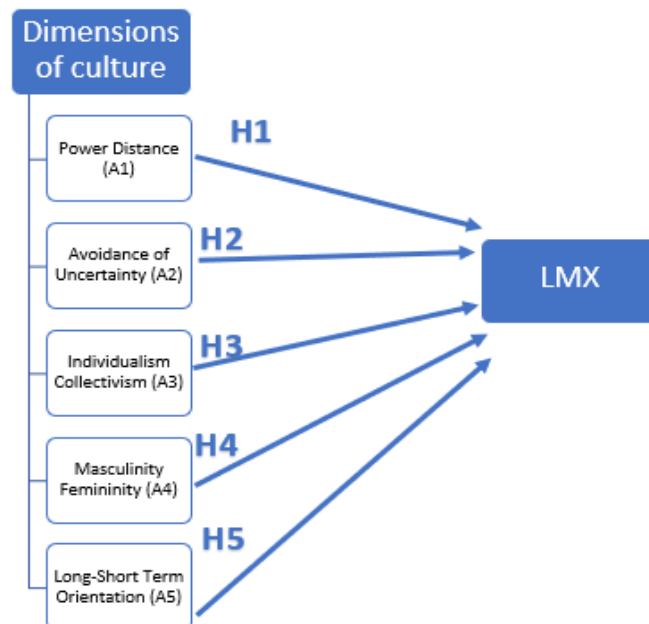 Dimensions
of culture
H1
Power Distance
(A1)
H2
Avoidance of
Uncertainty (A2)
LMX
H3
Individualism
Collectivism (A3)
H4
Masculinity
Femininity (A4)
H5
Long-Short Term
Orientation (A5)